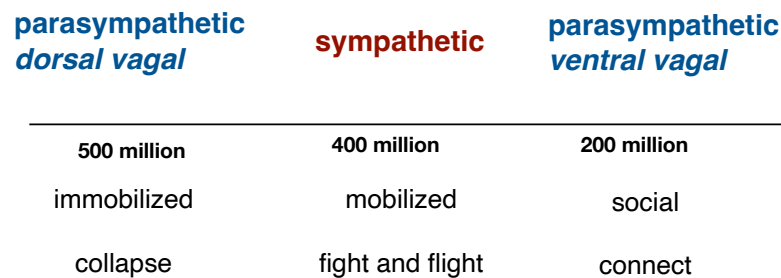 parasympathetic
dorsal vagal
sympathetic
parasympathetic
ventral vagal
500 million
400 million
200 million
immobilized
mobilized
social
collapse
fight and flight
connect